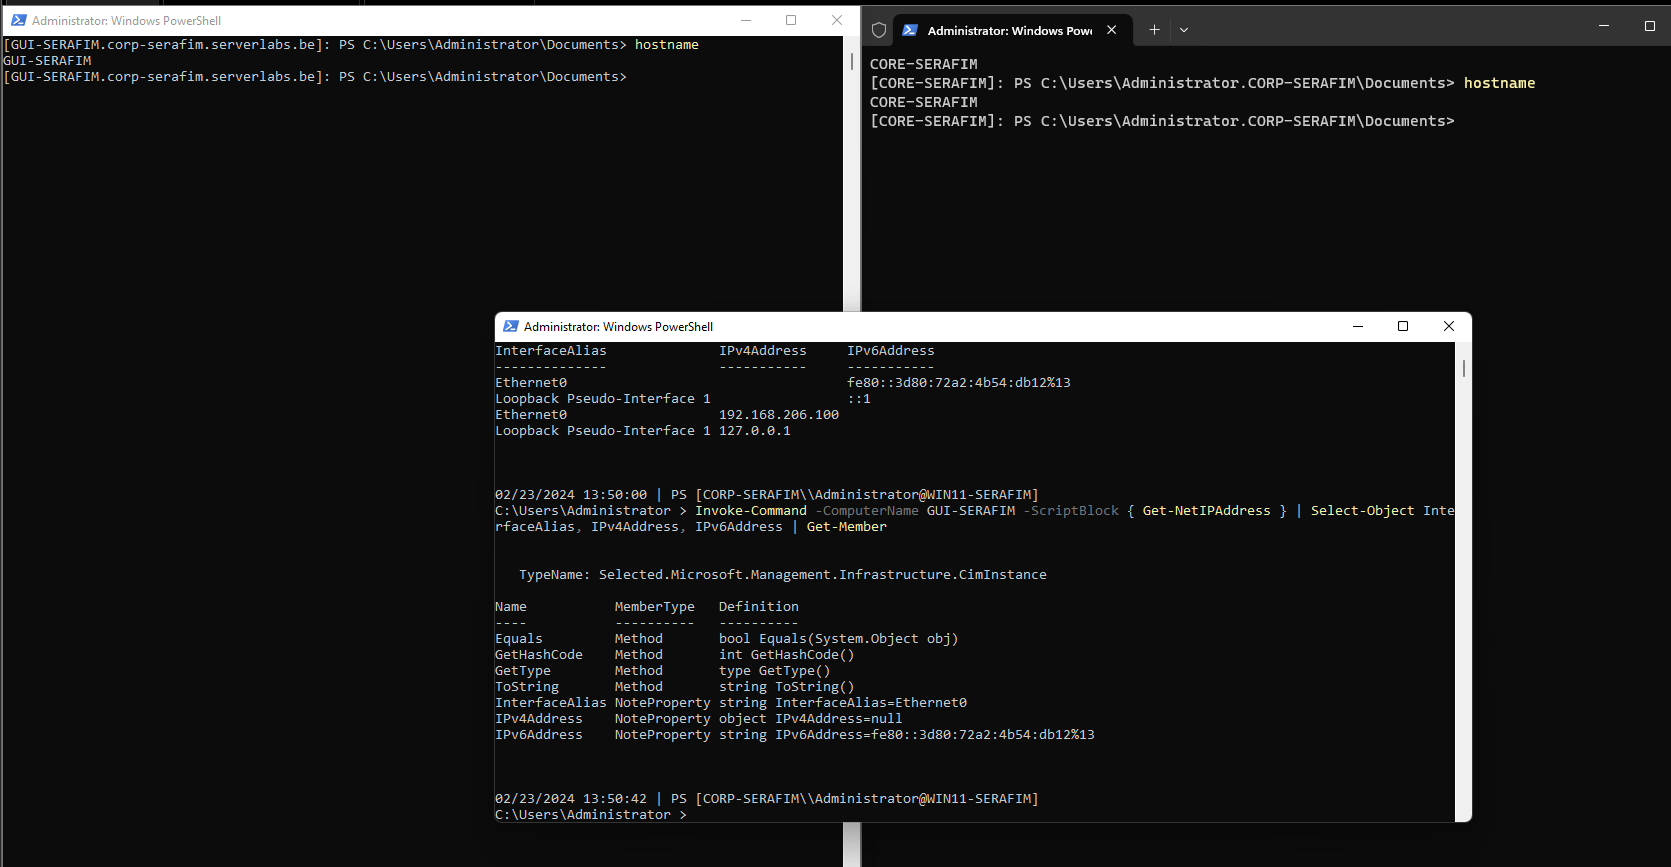 Administrator: Windows PowerShell
[GUI-SERAFIM.corp-serafim.serverlabs.be]: PS C:\Users\Administrator\Documents> hostname
GUI-SERAFIM
[GUI-SERAFIM.corp-serafim.serverlabs.be]: PS C:\Users\Administrator\Documents>
Administrator: Windows Pow
CORE-SERAFIM
[CORE-SERAFIM]: PS C:\Users\Administrator.CORP-SERAFIM\Documents> hostname
CORE-SERAFIM
[CORE-SERAFIM]: PS C:\Users\Administrator.CORP-SERAFIM\Documents>
Administrator: Windows PowerShell
InterfaceAlias              IPv4Address     IPv6Address
--------------              -----------     -----------
Ethernet0                                   fe80::3d80:72a2:4b54:db12%13
Loopback Pseudo-Interface 1                 ::1
Ethernet0                   192.168.206.100
Loopback Pseudo-Interface 1 127.0.0.1
02/23/2024 13:50:00 | PS [CORP-SERAFIM\\Administrator@WIN11-SERAFIM]
C:\Users\Administrator > Invoke-Command -ComputerName GUI-SERAFIM -ScriptBlock { Get-NetIPAddress } | Select-Object Inte
rfaceAlias, IPv4Address, IPv6Address | Get-Member
   TypeName: Selected.Microsoft.Management.Infrastructure.CimInstance
Name           MemberType   Definition
----           ----------   ----------
Equals         Method       bool Equals(System.Object obj)
GetHashCode    Method       int GetHashCode()
GetType        Method       type GetType()
ToString       Method       string ToString()
InterfaceAlias NoteProperty string InterfaceAlias=Ethernet0
IPv4Address    NoteProperty object IPv4Address=null
IPv6Address    NoteProperty string IPv6Address=fe80::3d80:72a2:4b54:db12%13
02/23/2024 13:50:42 | PS [CORP-SERAFIM\\Administrator@WIN11-SERAFIM]
C:\Users\Administrator >